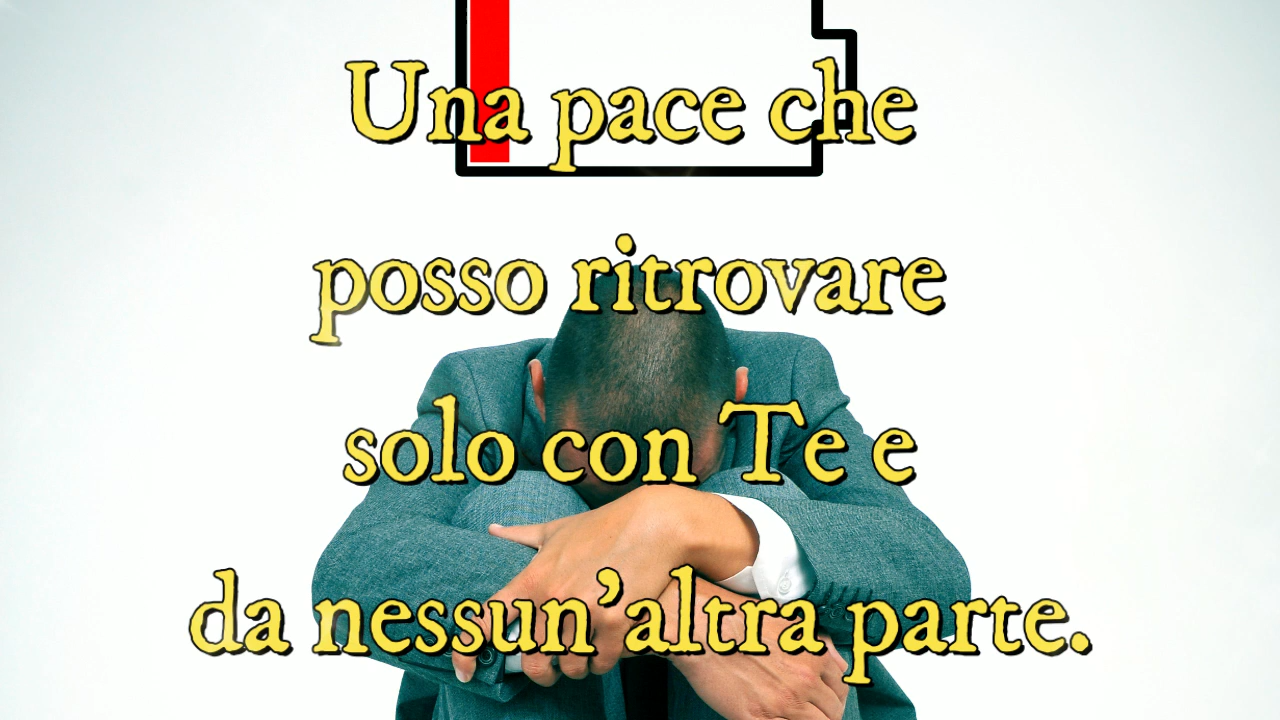 Una pace che
posso ritrovare
solo con Te e
da nessun'altra parte.